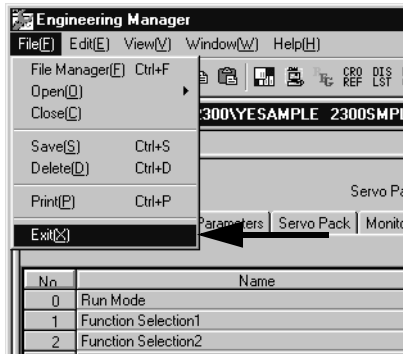 Engineering Manager
File(F) Edit(E) View(V) Window(W) Help(H)
File Manager(F) Ctrl+F
Open(O)
Close(C)
Save(S) Ctrl+S
Delete(D) Ctrl+D
Print(P) Ctrl+P
Exit(X)
CRO REF DIS LST
2300\YESAMPLE 2300SMPL
Servo Pa
Parameters Servo Pack Monito
No Name
0 Run Mode
1 Function Selection1
2 Function Selection2